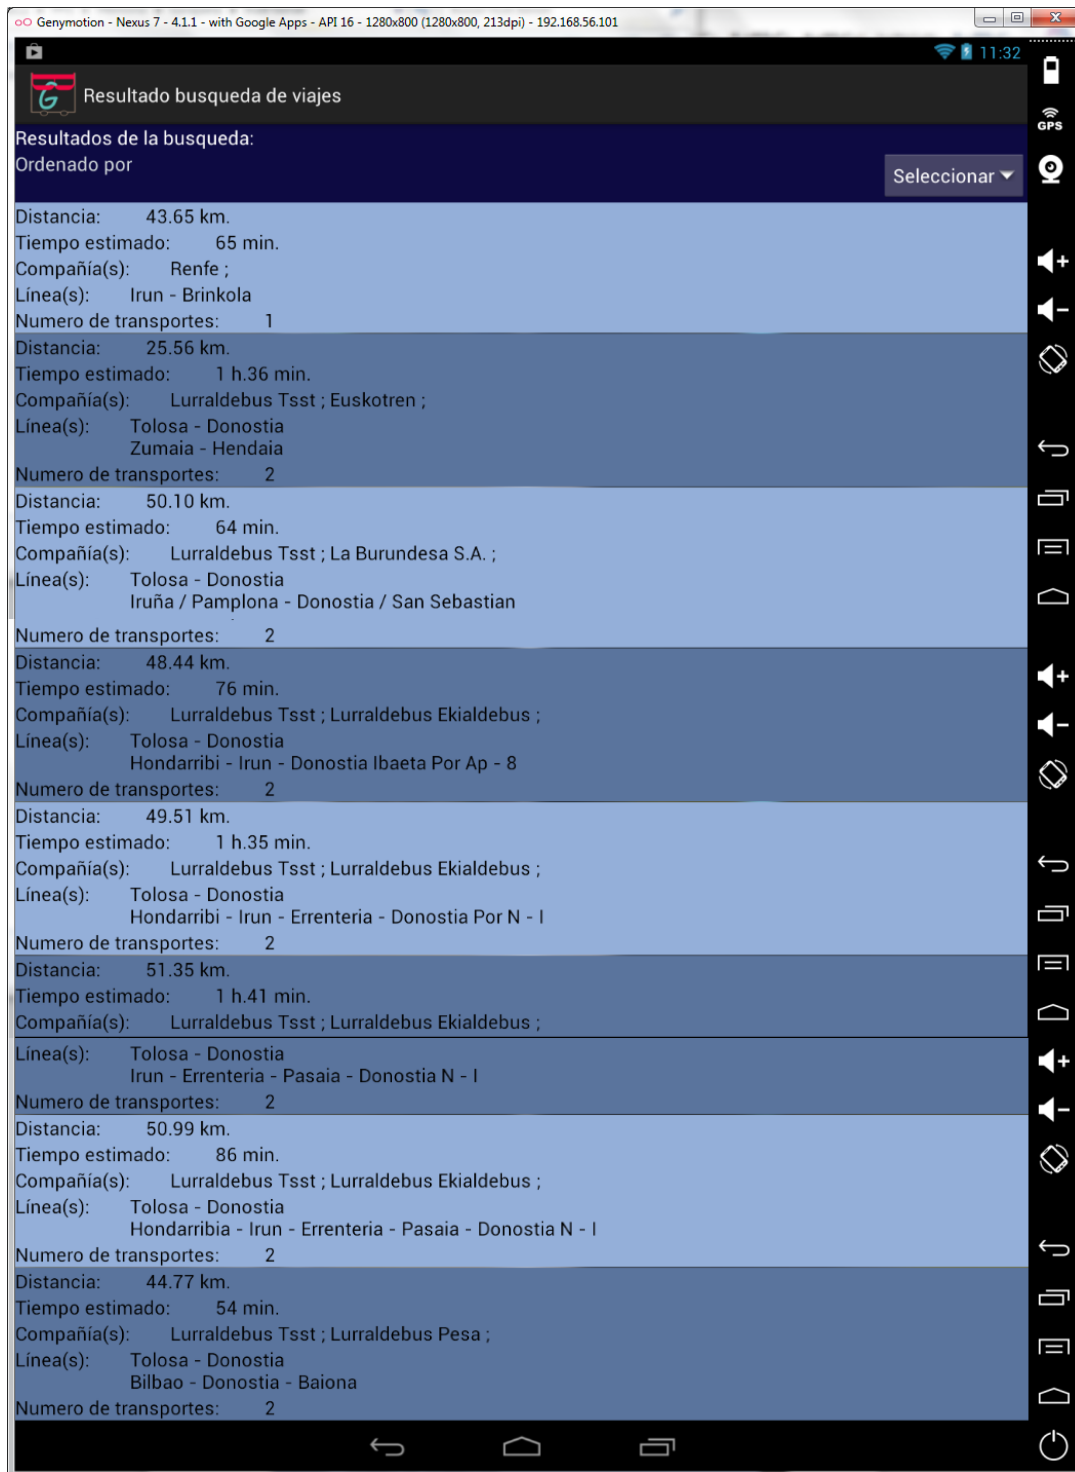 Genymotion - Nexus 7 - 4.1.1 - with Google Apps - API 16 - 1280x800 (1280x800, 213dpi) - 192.168.56.101
11:32
G Resultado busqueda de viajes
GPS
Resultados de la busqueda:
Ordenado por
Seleccionar
Distancia: 43.65 km.
Tiempo estimado: 65 min.
Compañía(s): Renfe ;
Línea(s): Irun - Brinkola
Numero de transportes: 1
Distancia: 25.56 km.
Tiempo estimado: 1 h.36 min.
Compañía(s): Lurraldebus Tsst ; Euskotren ;
Línea(s): Tolosa - Donostia
Zumaia - Hendaia
Numero de transportes: 2
Distancia: 50.10 km.
Tiempo estimado: 64 min.
Compañía(s): Lurraldebus Tsst ; La Burundesa S.A. ;
Línea(s): Tolosa - Donostia
Iruña / Pamplona - Donostia / San Sebastian
Numero de transportes: 2
Distancia: 48.44 km.
Tiempo estimado: 76 min.
Compañía(s): Lurraldebus Tsst ; Lurraldebus Ekialdebus ;
Línea(s): Tolosa - Donostia
Hondarribi - Irun - Donostia Ibaeta Por Ap - 8
Numero de transportes: 2
Distancia: 49.51 km.
Tiempo estimado: 1 h.35 min.
Compañía(s): Lurraldebus Tsst ; Lurraldebus Ekialdebus ;
Línea(s): Tolosa - Donostia
Hondarribi - Irun - Errenteria - Donostia Por N - I
Numero de transportes: 2
Distancia: 51.35 km.
Tiempo estimado: 1 h.41 min.
Compañía(s): Lurraldebus Tsst ; Lurraldebus Ekialdebus ;
Línea(s): Tolosa - Donostia
Irun - Errenteria - Pasaia - Donostia N - I
Numero de transportes: 2
Distancia: 50.99 km.
Tiempo estimado: 86 min.
Compañía(s): Lurraldebus Tsst ; Lurraldebus Ekialdebus ;
Línea(s): Tolosa - Donostia
Hondarribia - Irun - Errenteria - Pasaia - Donostia N - I
Numero de transportes: 2
Distancia: 44.77 km.
Tiempo estimado: 54 min.
Compañía(s): Lurraldebus Tsst ; Lurraldebus Pesa ;
Línea(s): Tolosa - Donostia
Bilbao - Donostia - Baiona
Numero de transportes: 2